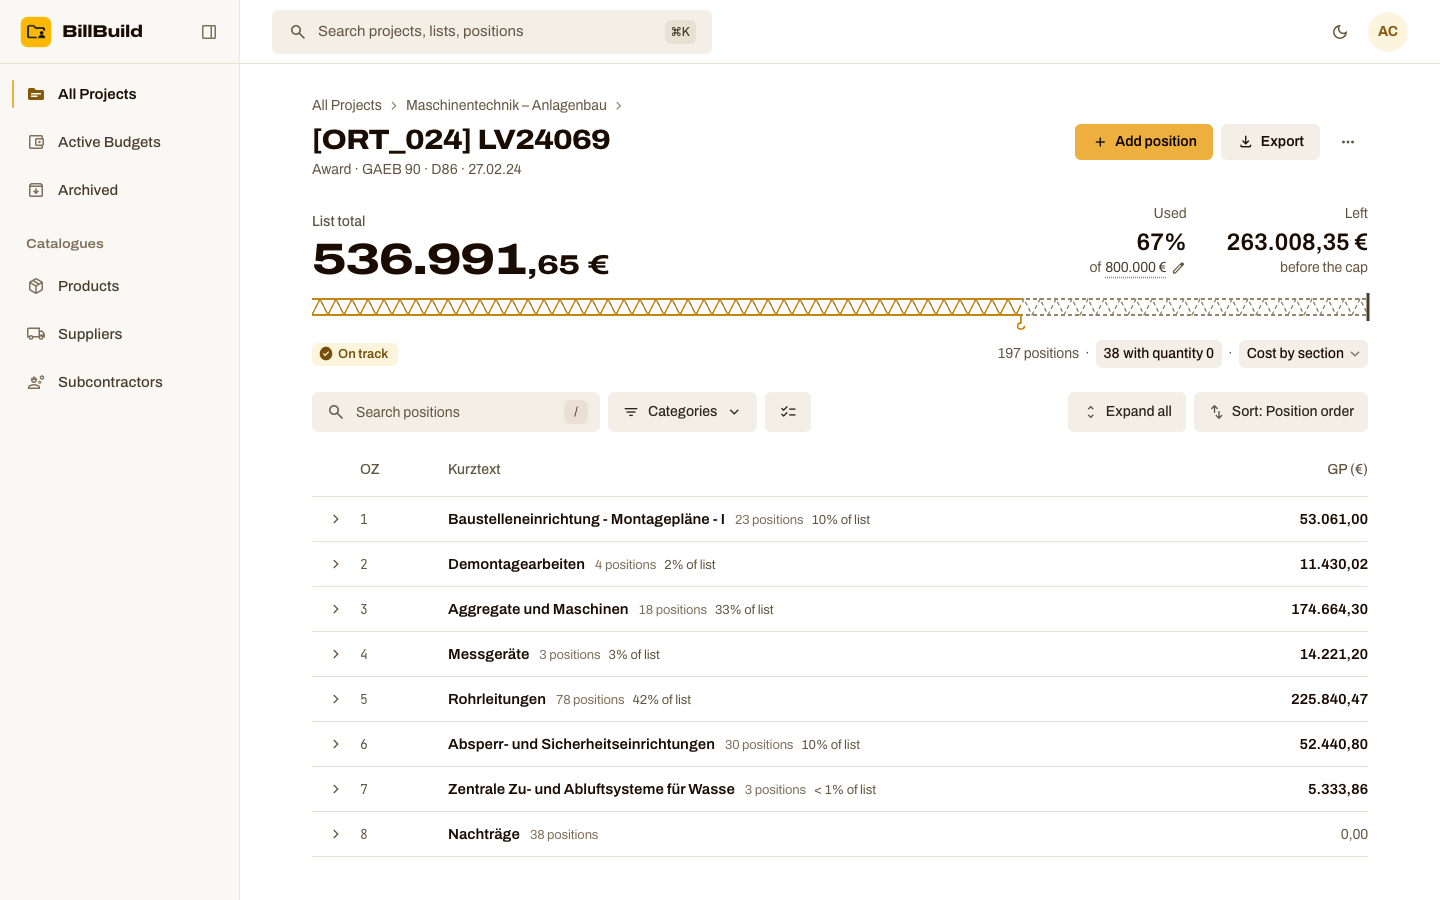 BillBuild
Search projects, lists, positions
⌘K
AC
All Projects
Active Budgets
Archived
Catalogues
Products
Suppliers
Subcontractors
All Projects
Maschinentechnik – Anlagenbau
[ORT_024] LV24069
Award · GAEB 90 · D86 · 27.02.24
Add position
Export
List total
536.991,65 €
Used
67%
of 800.000 €
Left
263.008,35 €
before the cap
On track
197 positions · 38 with quantity 0 · Cost by section
Search positions
/
Categories
Expand all
Sort: Position order
OZ Kurztext GP (€)
1 Baustelleneinrichtung - Montagepläne - I 23 positions 10% of list 53.061,00
2 Demontagearbeiten 4 positions 2% of list 11.430,02
3 Aggregate und Maschinen 18 positions 33% of list 174.664,30
4 Messgeräte 3 positions 3% of list 14.221,20
5 Rohrleitungen 78 positions 42% of list 225.840,47
6 Absperr- und Sicherheitseinrichtungen 30 positions 10% of list 52.440,80
7 Zentrale Zu- und Abluftsysteme für Wasse 3 positions < 1% of list 5.333,86
8 Nachträge 38 positions 0,00